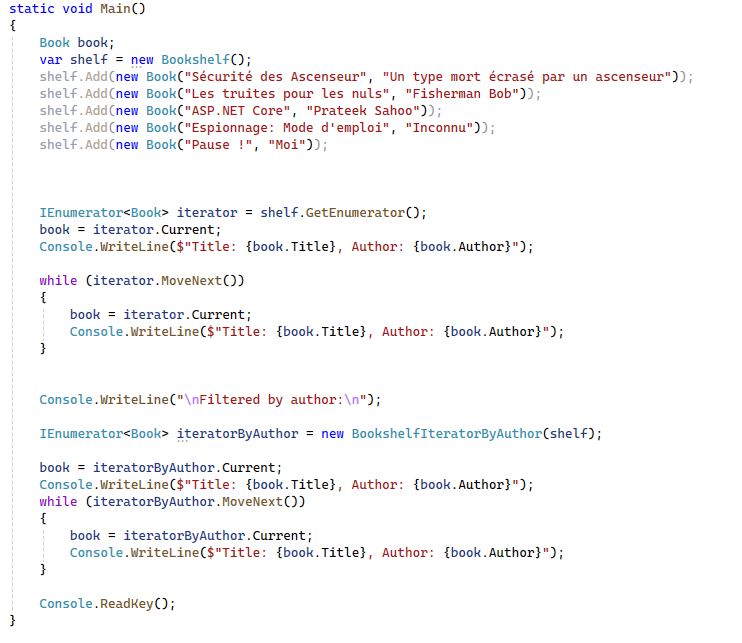 static void Main()
{
Book book;
var shelf = new Bookshelf();
shelf.Add(new Book("Sécurité des Ascenseur", "Un type mort écrasé par un ascenseur"));
shelf.Add(new Book("Les truites pour les nuls", "Fisherman Bob"));
shelf.Add(new Book("ASP.NET Core", "Prateek Sahoo"));
shelf.Add(new Book("Espionnage: Mode d'emploi", "Inconnu"));
shelf.Add(new Book("Pause !", "Moi"));
IEnumerator<Book> iterator = shelf.GetEnumerator();
book = iterator.Current;
Console.WriteLine($"Title: {book.Title}, Author: {book.Author}");
while (iterator.MoveNext())
{
book = iterator.Current;
Console.WriteLine($"Title: {book.Title}, Author: {book.Author}");
}
Console.WriteLine("\nFiltered by author:\n");
IEnumerator<Book> iteratorByAuthor = new BookshelfIteratorByAuthor(shelf);
book = iteratorByAuthor.Current;
Console.WriteLine($"Title: {book.Title}, Author: {book.Author}");
while (iteratorByAuthor.MoveNext())
{
book = iteratorByAuthor.Current;
Console.WriteLine($"Title: {book.Title}, Author: {book.Author}");
}
Console.ReadKey();
}